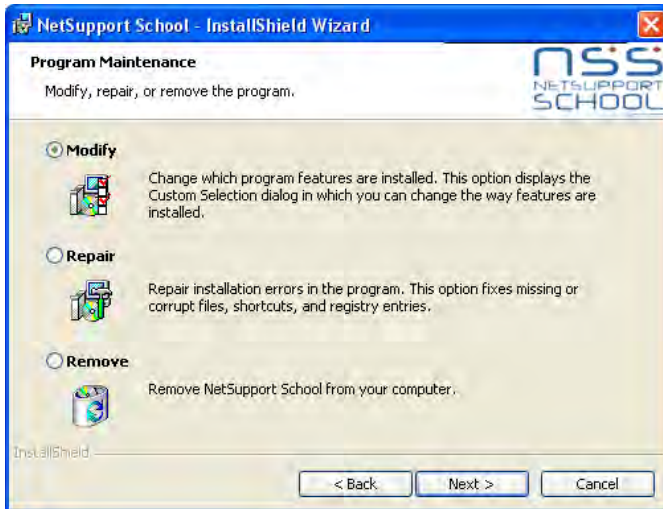 NetSupport School - InstallShield Wizard
Program Maintenance
Modify, repair, or remove the program.
nss
NETSUPPORT
SCHOOL
Modify
Change which program features are installed. This option displays the
Custom Selection dialog in which you can change the way features are
installed.
Repair
Repair installation errors in the program. This option fixes missing or
corrupt files, shortcuts, and registry entries.
Remove
Remove NetSupport School from your computer.
InstallShield
< Back
Next >
Cancel